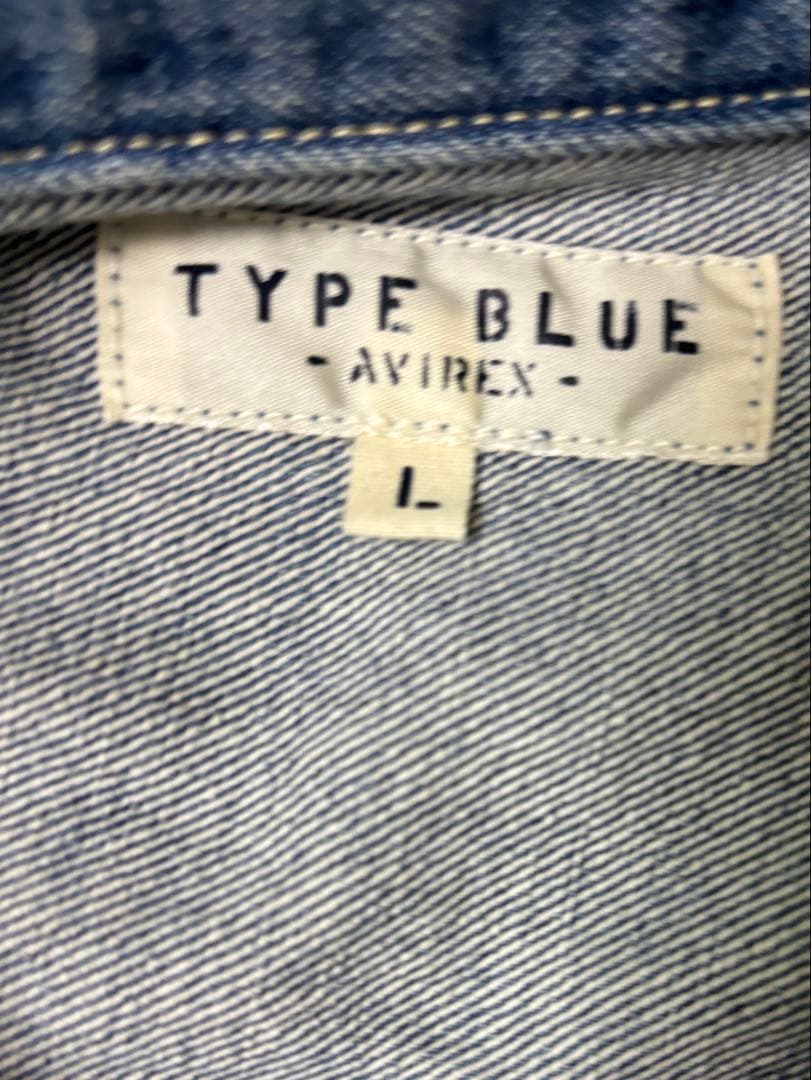 TYPE BLUE
- AVIREX -
L